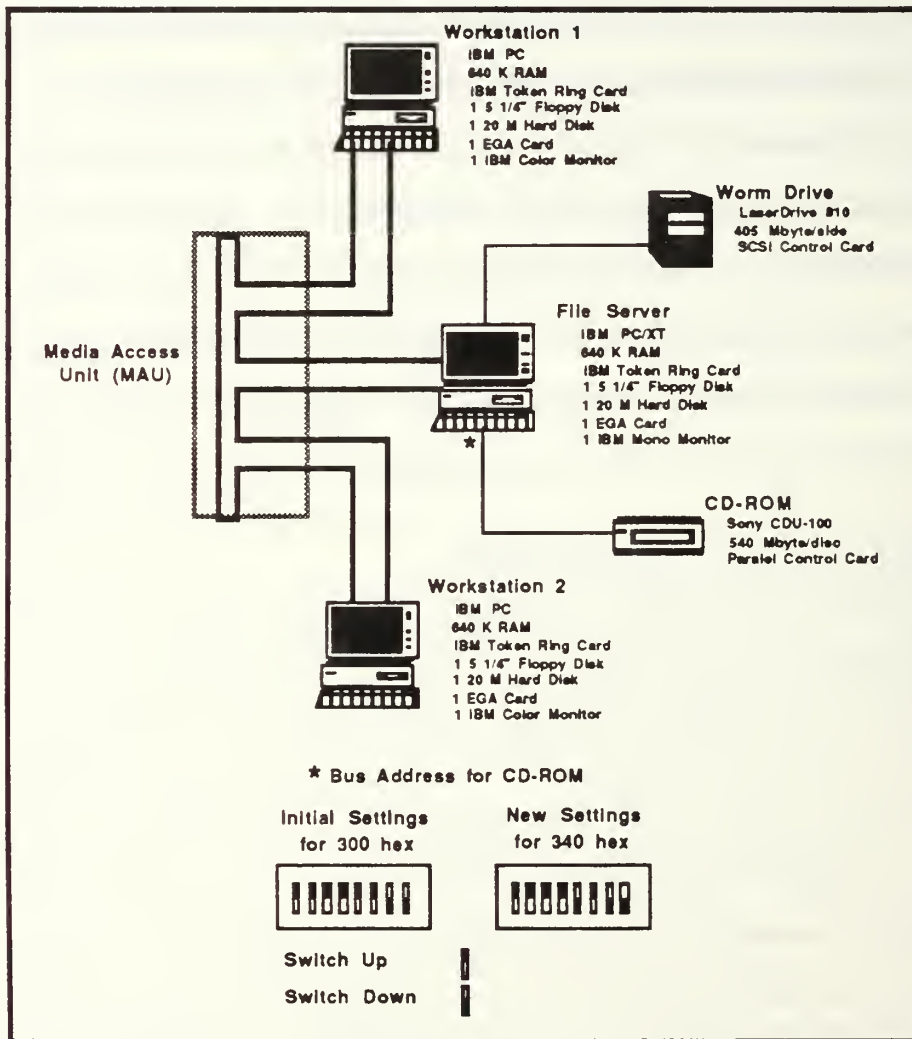 Workstation 1
IBM PC
640 K RAM
IBM Token Ring Card
1 5 1/4" Floppy Disk
1 20 M Hard Disk
1 EGA Card
1 IBM Color Monitor
Worm Drive
LaserDrive 810
405 Mbyte/side
SCSI Control Card
Media Access
Unit (MAU)
File Server
IBM PC/XT
640 K RAM
IBM Token Ring Card
1 5 1/4" Floppy Disk
1 20 M Hard Disk
1 EGA Card
1 IBM Mono Monitor
*
CD-ROM
Sony CDU-100
540 Mbyte/disc
Parallel Control Card
Workstation 2
IBM PC
640 K RAM
IBM Token Ring Card
1 5 1/4" Floppy Disk
1 20 M Hard Disk
1 EGA Card
1 IBM Color Monitor
* Bus Address for CD-ROM
Initial Settings
for 300 hex
New Settings
for 340 hex
Switch Up
Switch Down